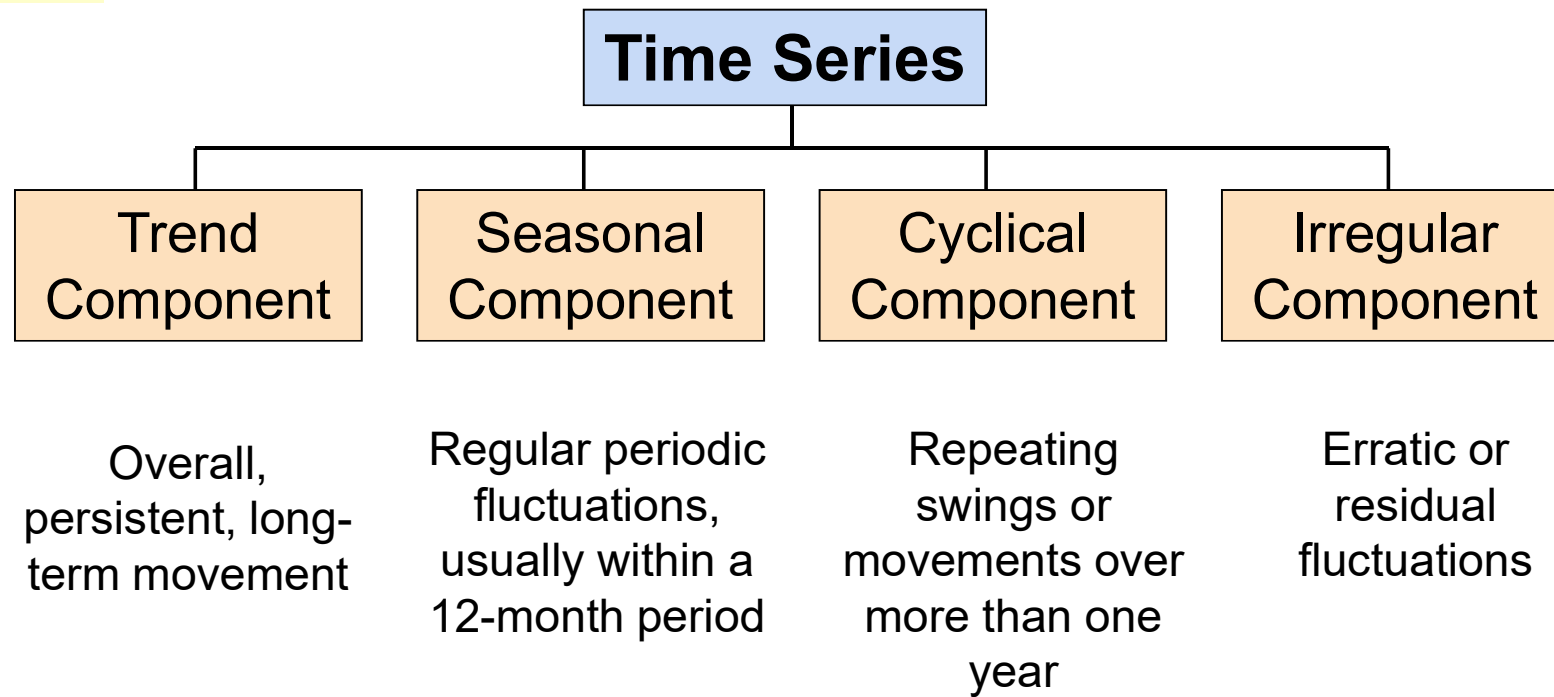 Time Series
Trend
Component
Seasonal
Component
Cyclical
Component
Irregular
Component
Overall,
persistent, long-
term movement
Regular periodic
fluctuations,
usually within a
12-month period
Repeating
swings or
movements over
more than one
year
Erratic or
residual
fluctuations